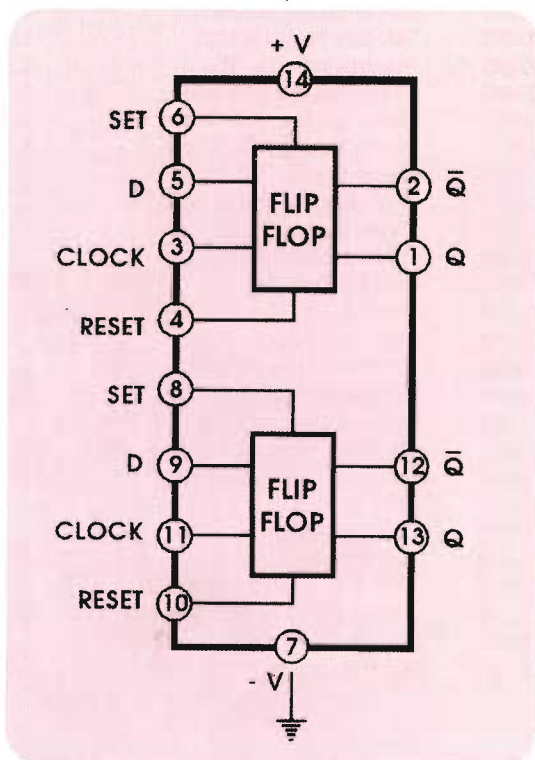 + V
14
SET 6
D 5
FLIP FLOP
2 Q̅
CLOCK 3
1 Q
RESET 4
SET 8
D 9
FLIP FLOP
12 Q̅
CLOCK 11
13 Q
RESET 10
7
- V